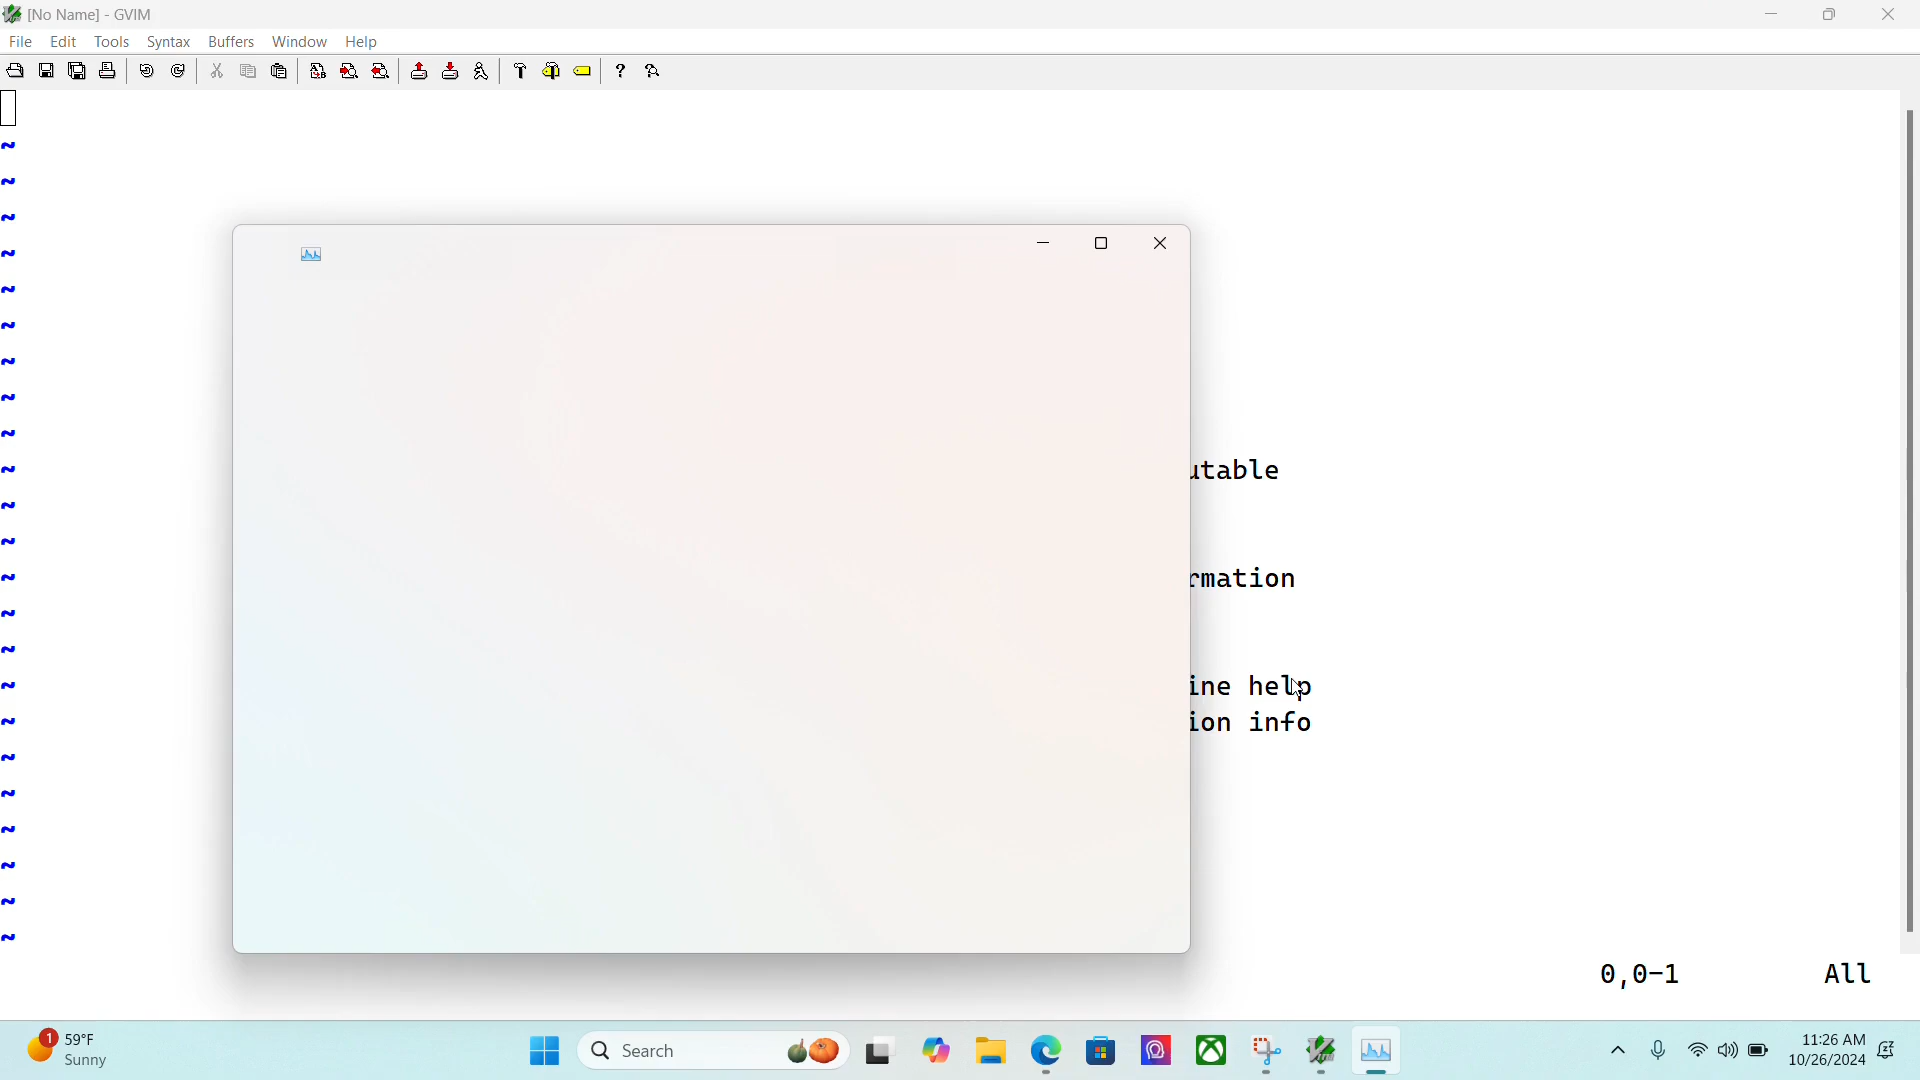 [No Name] - GVIM
File Edit Tools Syntax Buffers Window Help
~
~
~
~
~
~
~
~
~
utable
~
~
~
rmation
~
~
~
ine help
~
ion info
~
~
~
~
~
~
0,0-1 All
1
59°F
Sunny
Search
11:26 AM
10/26/2024